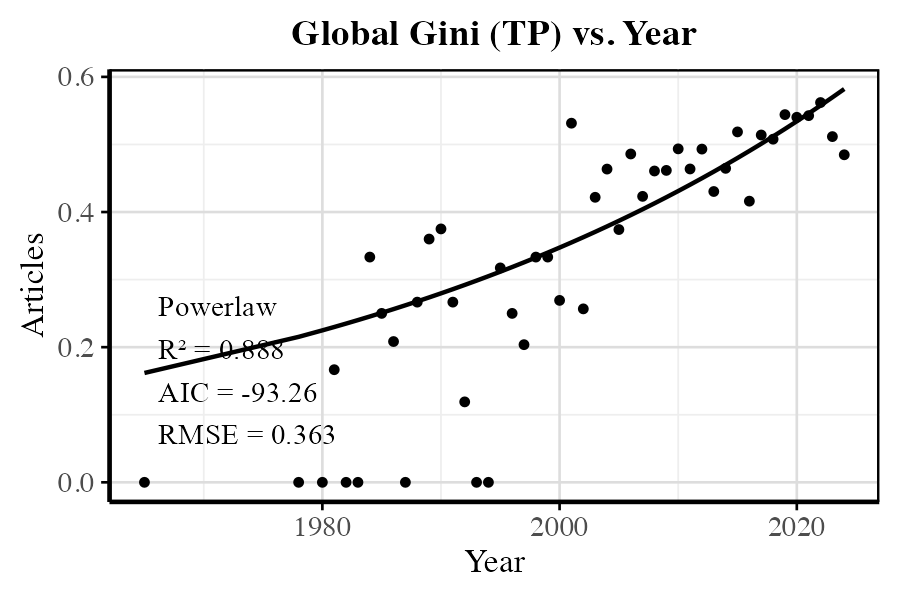 Global Gini (TP) vs. Year
0.6
0.4
0.2
0.0
Articles
Powerlaw
R² = 0.888
AIC = -93.26
RMSE = 0.363
1980
2000
2020
Year